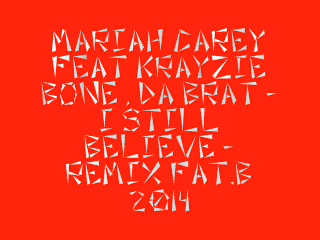 MARIAH CAREY
FEAT KRAYZIE
BONE , DA BRAT -
I STILL
BELIEVE -
REMIX FAT.B
2014